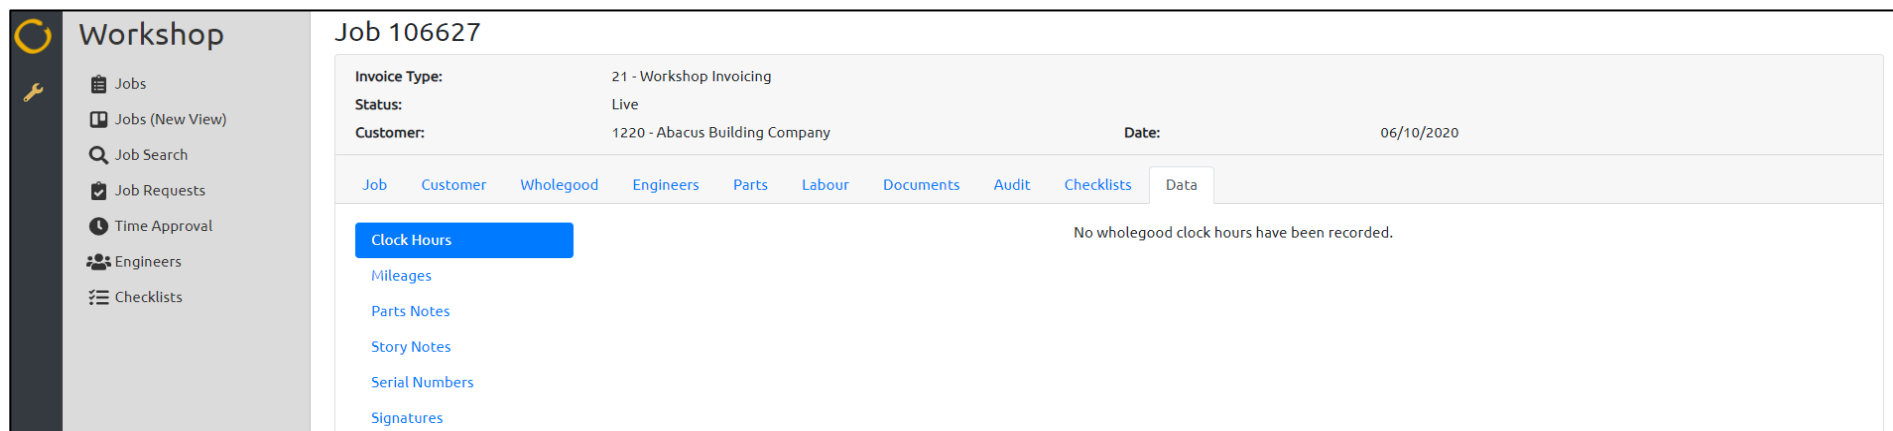 Workshop
Jobs
Jobs (New View)
Job Search
Job Requests
Time Approval
Engineers
Checklists
Job 106627
Invoice Type: 21 - Workshop Invoicing
Status: Live
Customer: 1220 - Abacus Building Company Date: 06/10/2020
Job Customer Wholegood Engineers Parts Labour Documents Audit Checklists Data
Clock Hours
Mileages
Parts Notes
Story Notes
Serial Numbers
Signatures
No wholegood clock hours have been recorded.